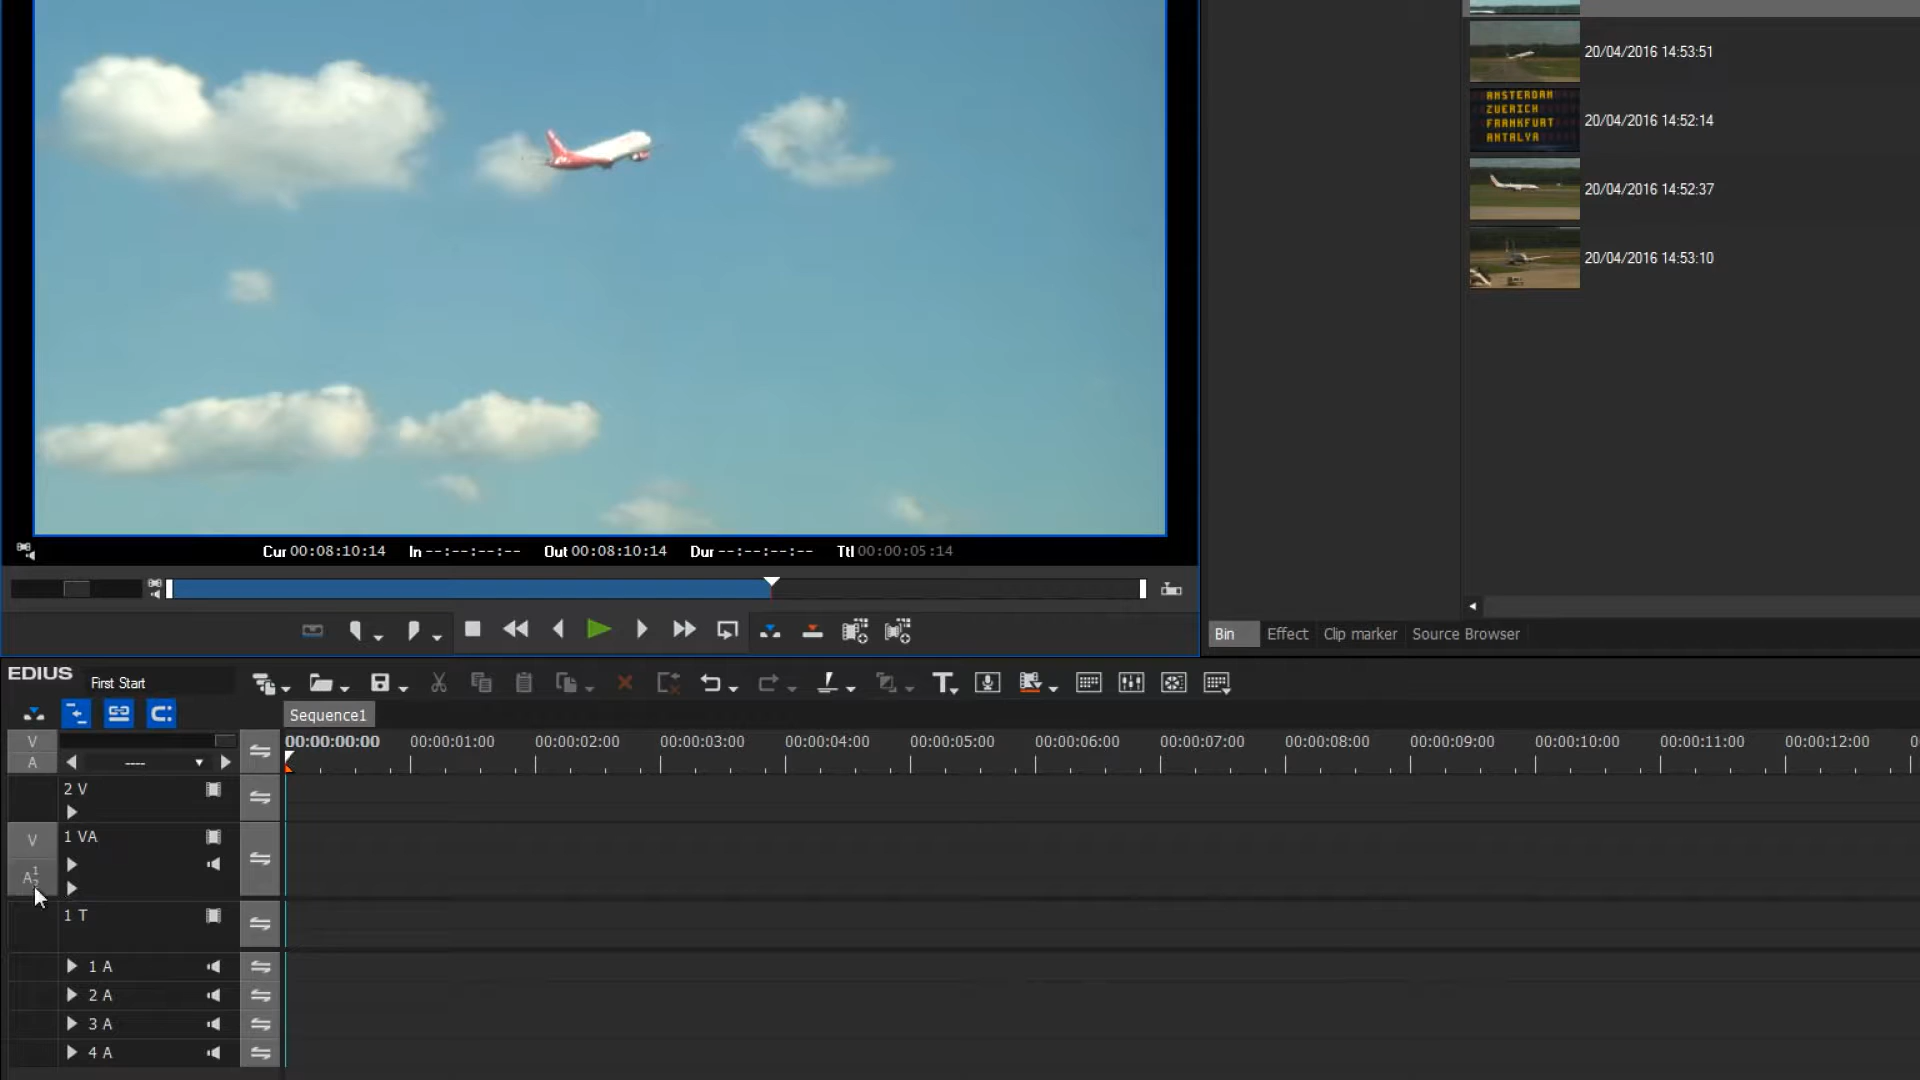 20/04/2016 14:53:51
AMSTERDAM
ZUERICH
FRANKFURT
ANTALYA
20/04/2016 14:52:14
20/04/2016 14:52:37
20/04/2016 14:53:10
Cur 00:08:10:14 In --:--:--:-- Out 00:08:10:14 Dur --:--:--:-- Ttl 00:00:05:14
Bin Effect Clip marker Source Browser
EDIUS First Start
Sequence1
V
A
----
00:00:00:00 00:00:01:00 00:00:02:00 00:00:03:00 00:00:04:00 00:00:05:00 00:00:06:00 00:00:07:00 00:00:08:00 00:00:09:00 00:00:10:00 00:00:11:00 00:00:12:00
2 V
V 1 VA
A 1
1 T
1 A
2 A
3 A
4 A